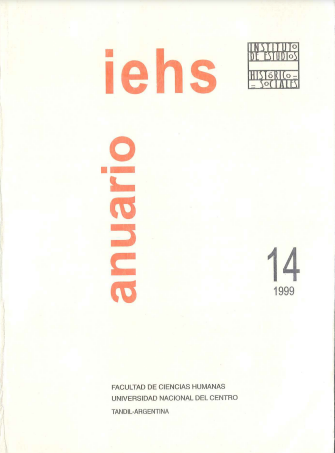 iehs
INSTITUTO
DE ESTUDIOS
HISTÓRICO-
-SOCIALES
anuario
14
1999
FACULTAD DE CIENCIAS HUMANAS
UNIVERSIDAD NACIONAL DEL CENTRO
TANDIL-ARGENTINA